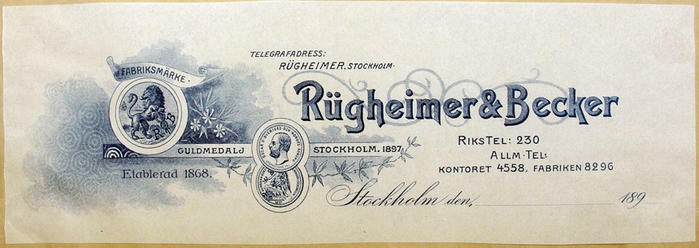 TELEGRAFADRESS:
RÜGHEIMER. STOCKHOLM.
FABRIKSMÄRKE.
R & B
Rügheimer & Becker
GULDMEDALJ STOCKHOLM. 1897.
RIKSTEL: 230
ALLM-TEL:
KONTORET 4558, FABRIKEN 8296
Etablerad 1868.
Stockholm den, 189